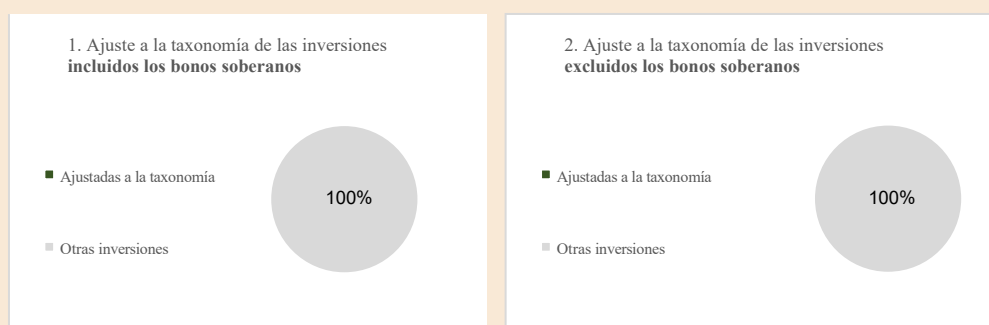 1. Ajuste a la taxonomía de las inversiones
incluidos los bonos soberanos
Ajustadas a la taxonomía
100%
Otras inversiones
2. Ajuste a la taxonomía de las inversiones
excluidos los bonos soberanos
Ajustadas a la taxonomía
100%
Otras inversiones